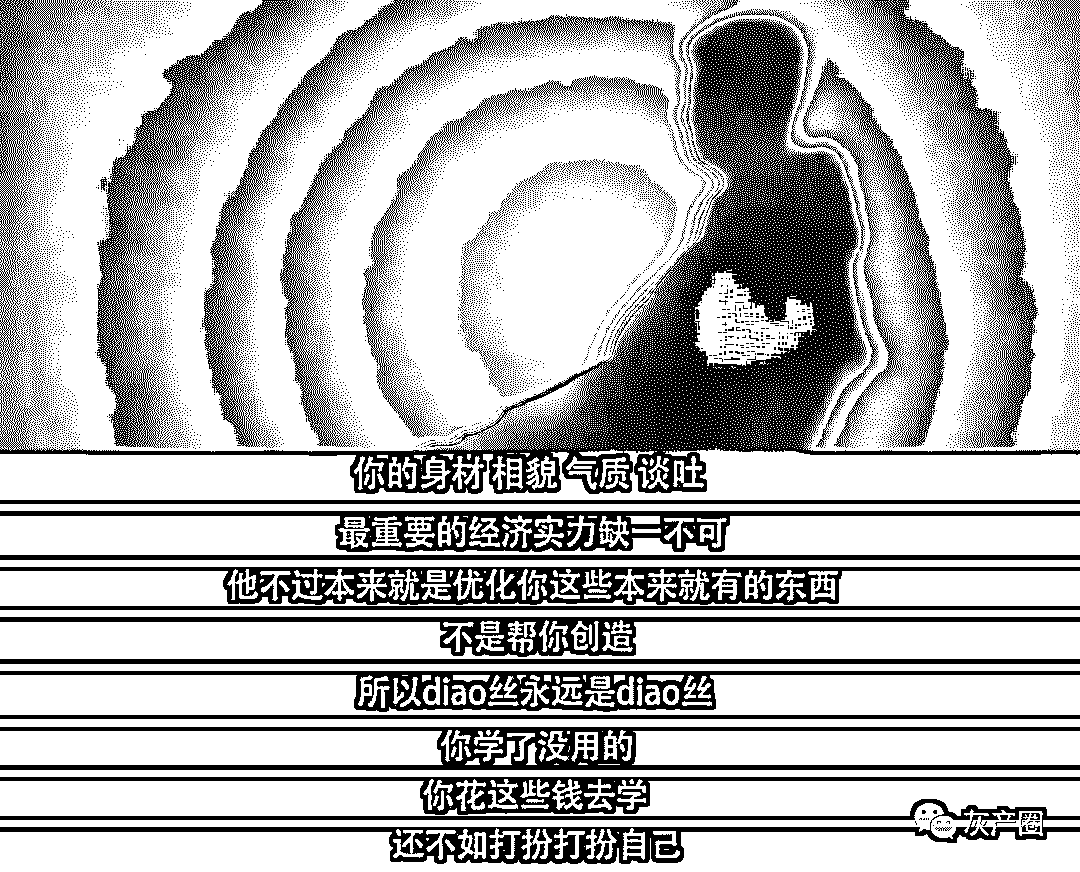 你的身材 相貌 气质 谈吐
最重要的经济实力缺一不可
他不过本来就是优化你这些本来就有的东西
不是帮你创造
所以diao丝永远是diao丝
你学了没用的
你花这些钱去学
还不如打扮打扮自己
灰产圈